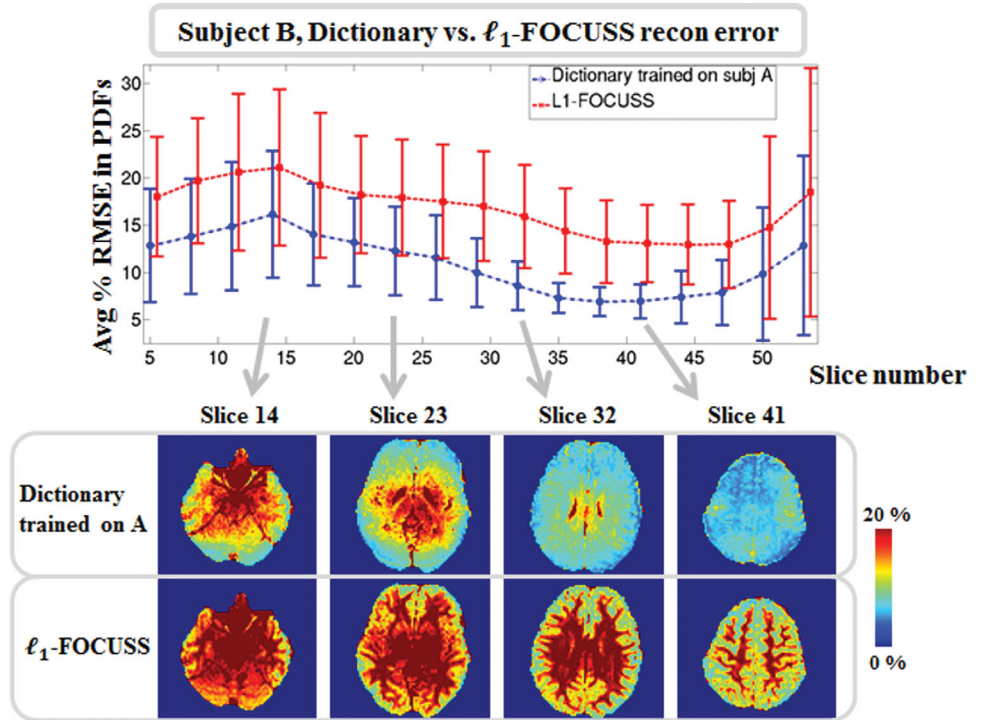 Subject B, Dictionary vs. ℓ₁-FOCUSS recon error
Avg % RMSE in PDFs
30
25
20
15
10
5
Dictionary trained on subj A
L1-FOCUSS
5 10 15 20 25 30 35 40 45 50
Slice number
Slice 14 Slice 23 Slice 32 Slice 41
Dictionary
trained on A
ℓ₁-FOCUSS
20 %
0 %